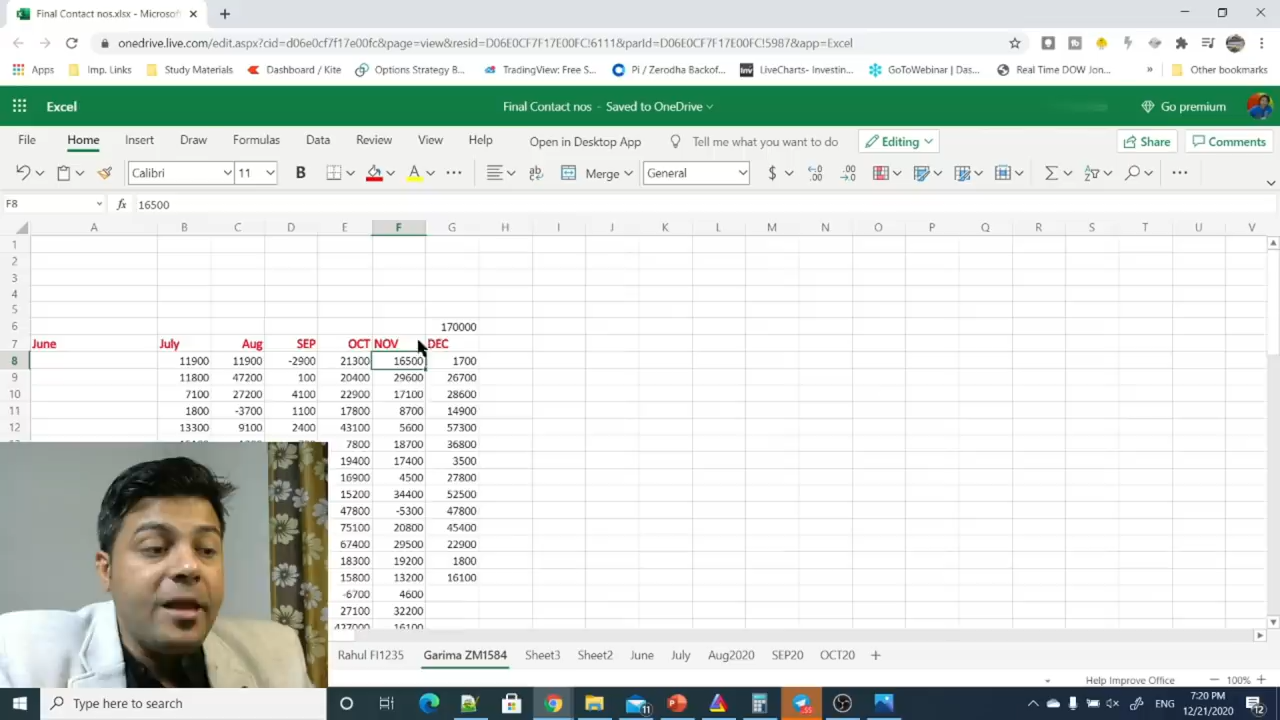 Final Contact nos.xlsx - Microsof
onedrive.live.com/edit.aspx?cid=d06e0cf7f17e00fc&page=view&resid=D06E0CF7F17E00FC!6111&parId=D06E0CF7F17E00FC!5987&app=Excel
Apps Imp. Links Study Materials Dashboard / Kite Options Strategy B... TradingView: Free S... Pi / Zerodha Backof... LiveCharts- Investin... GoToWebinar | Das... Real Time DOW Jon... » Other bookmarks
Excel Final Contact nos - Saved to OneDrive Go premium
File Home Insert Draw Formulas Data Review View Help Open in Desktop App Tell me what you want to do Editing Share Comments
Calibri 11 B A Merge General $
F8 fx 16500
A B C D E F G H I J K L M N O P Q R S T U V
1
2
3
4
5
6 170000
7 June July Aug SEP OCT NOV DEC
8 11900 11900 -2900 21300 16500 1700
9 11800 47200 100 20400 29600 26700
10 7100 27200 4100 22900 17100 28600
11 1800 -3700 1100 17800 8700 14900
12 13300 9100 2400 43100 5600 57300
7800 18700 36800
19400 17400 3500
16900 4500 27800
15200 34400 52500
47800 -5300 47800
75100 20800 45400
67400 29500 22900
18300 19200 1800
15800 13200 16100
-6700 4600
27100 32200
427000 16100
Rahul FI1235 Garima ZM1584 Sheet3 Sheet2 June July Aug2020 SEP20 OCT20
Help Improve Office 100%
Type here to search
7:20 PM
12/21/2020